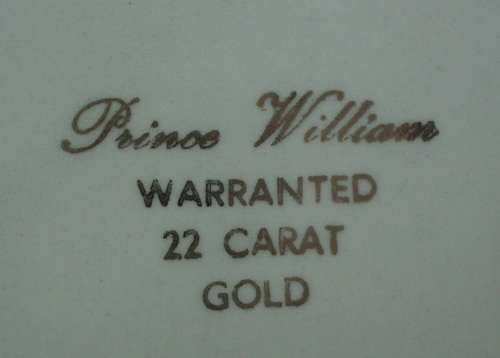 Prince William
WARRANTED
22 CARAT
GOLD